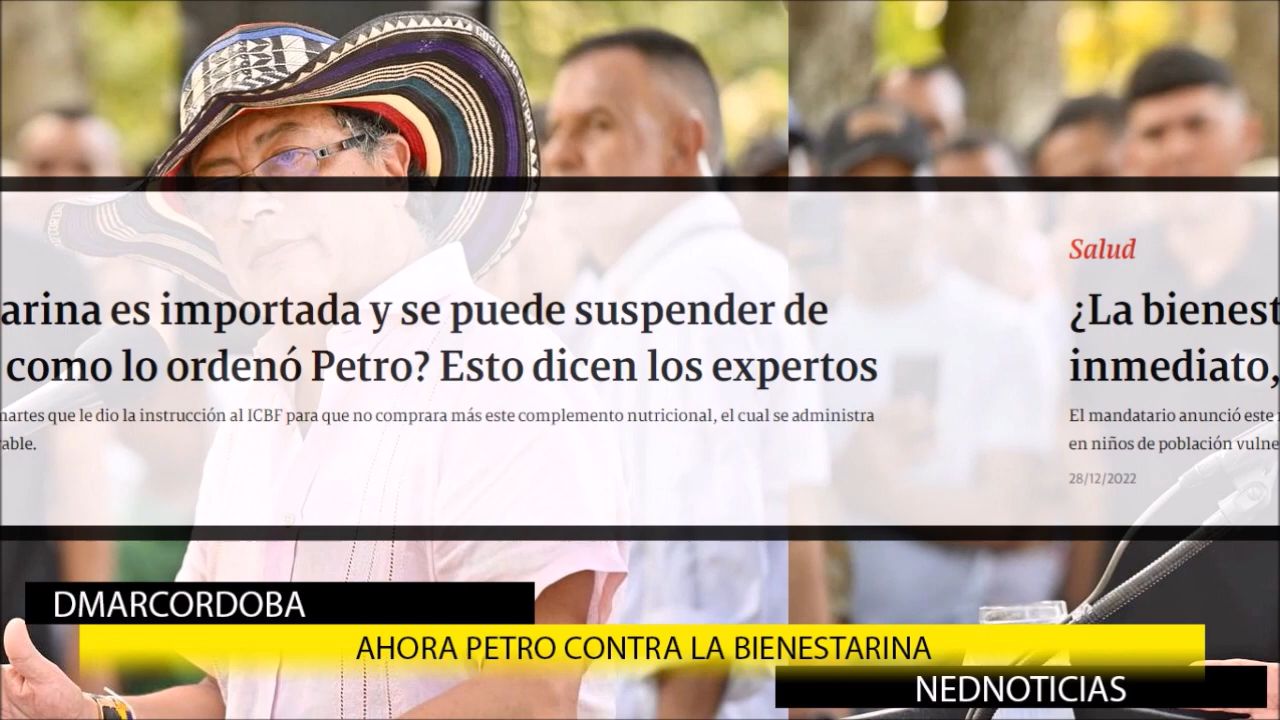 arina es importada y se puede suspender de
como lo ordenó Petro? Esto dicen los expertos
martes que le dio la instrucción al ICBF para que no comprara más este complemento nutricional, el cual se administra
able.
Salud
¿La bienest
inmediato,
El mandatario anunció este
en niños de población vulne
28/12/2022
DMARCORDOBA
AHORA PETRO CONTRA LA BIENESTARINA
NEDNOTICIAS